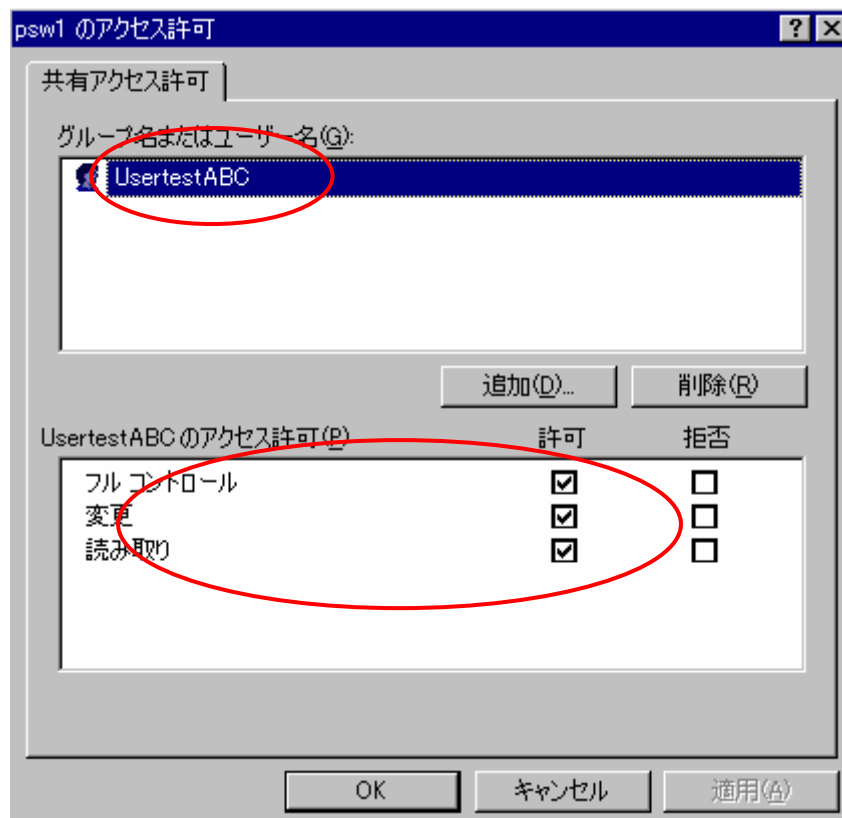 psw1 のアクセス許可
共有アクセス許可
グループ名またはユーザー名(G):
UsertestABC
追加(D)... 削除(R)
UsertestABC のアクセス許可(P) 許可 拒否
フル コントロール
変更
読み取り
OK キャンセル 適用(A)